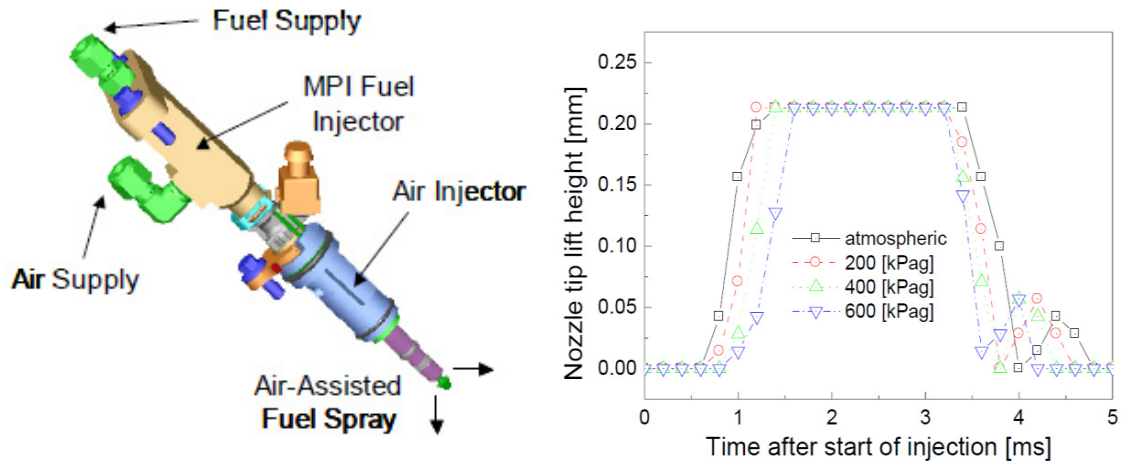 Fuel Supply
MPI Fuel
Injector
Air Injector
Air Supply
Air-Assisted
Fuel Spray
Nozzle tip lift height [mm]
0.25
0.20
0.15
0.10
0.05
0.00
atmospheric
200 [kPag]
400 [kPag]
600 [kPag]
0 1 2 3 4 5
Time after start of injection [ms]